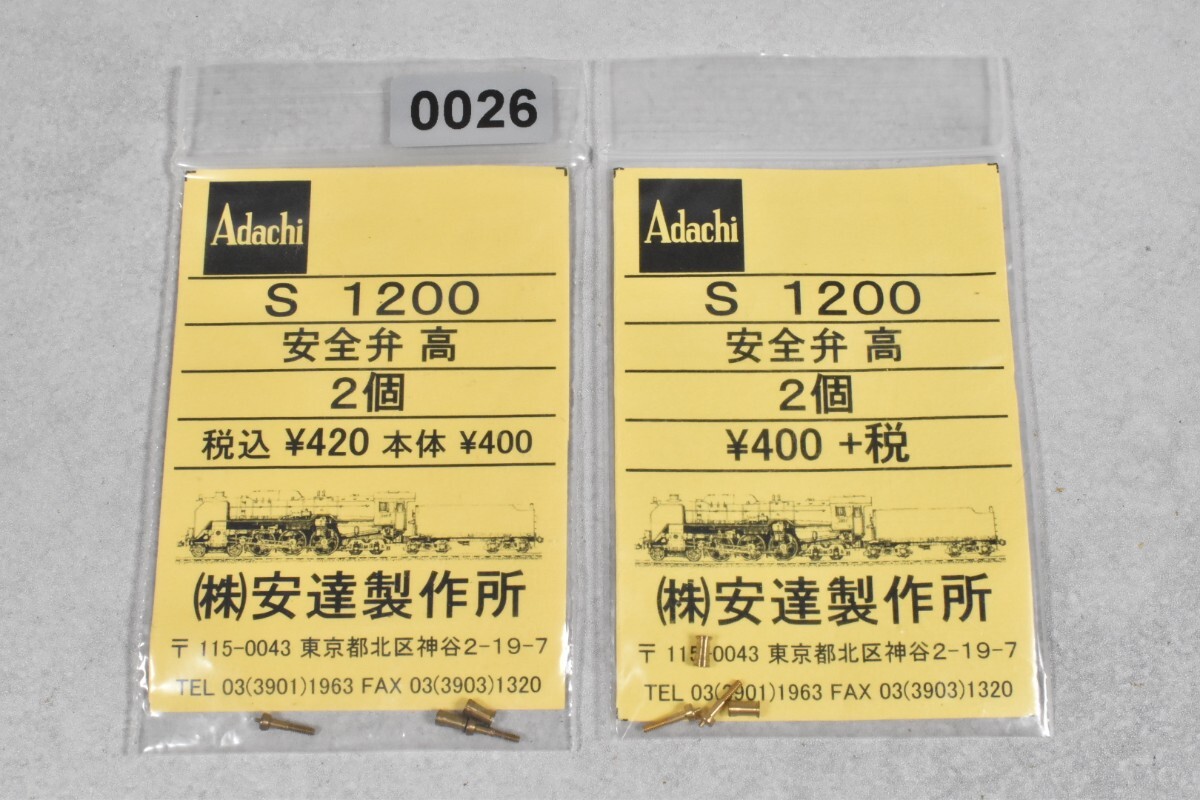 0026
Adachi
S 1200
安全弁 高
2個
税込 ¥420 本体 ¥400
㈱安達製作所
〒115-0043 東京都北区神谷2-19-7
TEL 03(3901)1963 FAX 03(3903)1320
Adachi
S 1200
安全弁 高
2個
¥400 +税
㈱安達製作所
〒115-0043 東京都北区神谷2-19-7
TEL 03(3901)1963 FAX 03(3903)1320